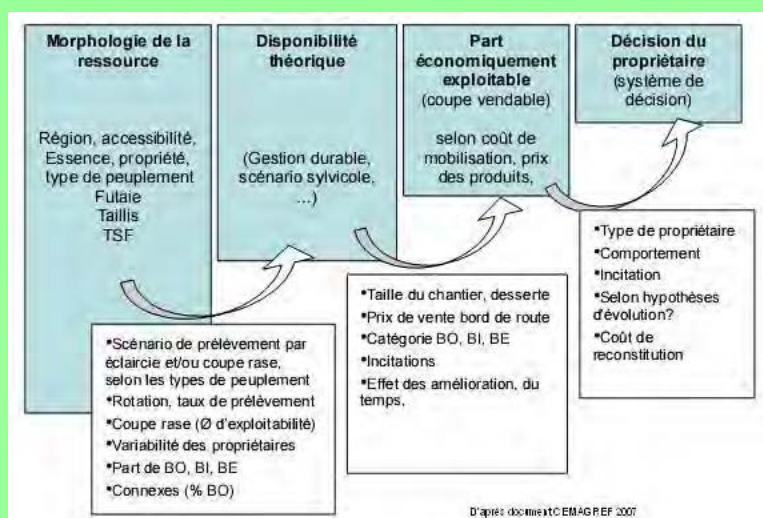 Morphologie de la
ressource
Région, accessibilité,
Essence, propriété,
type de peuplement
Futaie
Taillis
TSF
Disponibilité
théorique
(Gestion durable,
scénario sylvicole,
...)
Part
économiquement
exploitable
(coupe vendable)
selon coût de
mobilisation, prix
des produits,
Décision du
propriétaire
(système de
décision)
•Scénario de prélèvement par
éclaircie et/ou coupe rase,
selon les types de peuplement
•Rotation, taux de prélèvement
•Coupe rase (Ø d'exploitabilité)
•Variabilité des propriétaires
•Part de BO, BI, BE
•Connexes (% BO)
•Taille du chantier, desserte
•Prix de vente bord de route
•Catégorie BO, BI, BE
•Incitations
•Effet des amélioration, du
temps,
•Type de propriétaire
•Comportement
•Incitation
•Selon hypothèses
d'évolution?
•Coût de
reconstitution
D'après document CEMAGREF 2007